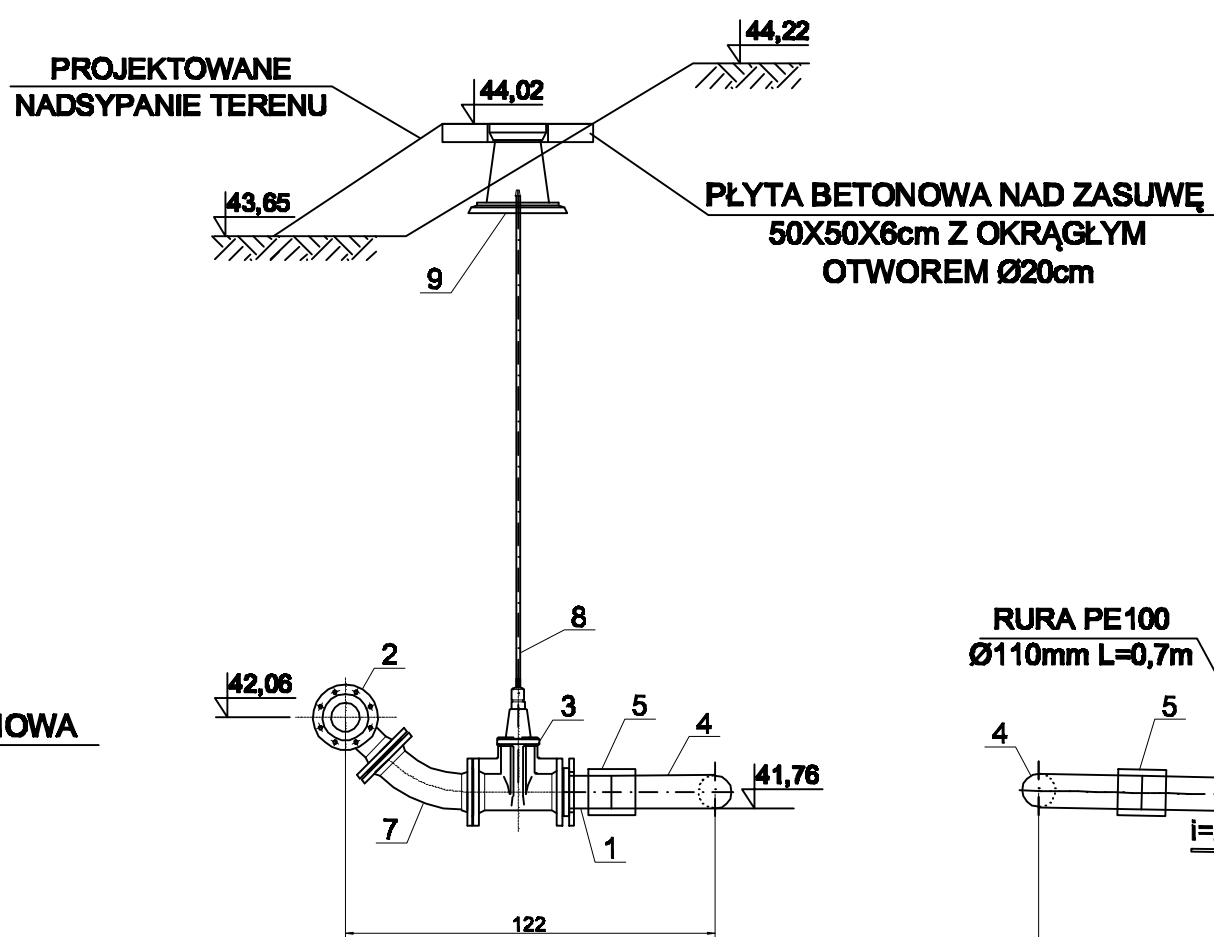 44,22
PROJEKTOWANE
NADSYPANIE TERENU
44,02
43,65
PŁYTA BETONOWA NAD ZASUWĘ
50X50X6cm Z OKRĄGŁYM
OTWOREM Ø20cm
9
8
RURA PE100
Ø110mm L=0,7m
2
42,06
3
5
4
41,76
7
1
122
5
4
i=